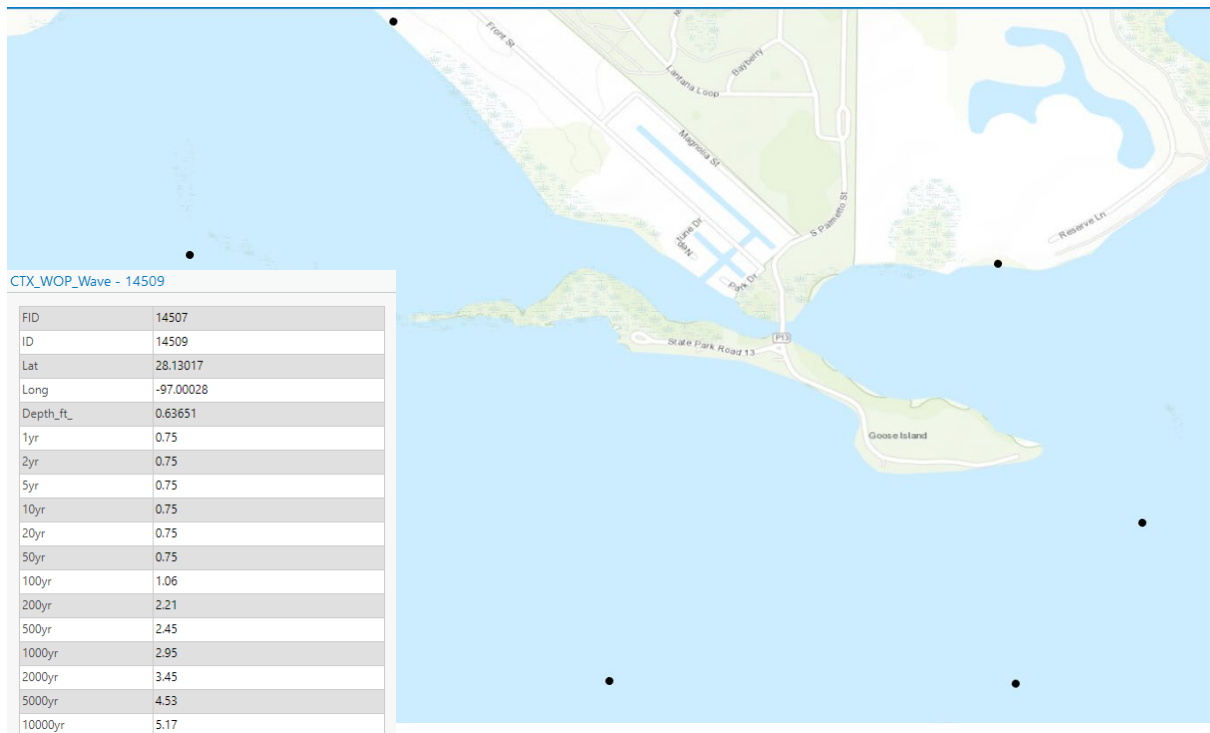 Front St
Lantana Loop
Bayberry
Magnolia St
S Palmetto St
Reserve Ln
Neptune Dr
Park Dr
State Park Road 13
P13
Goose Island
CTX_WOP_Wave - 14509
FID 14507
ID 14509
Lat 28.13017
Long -97.00028
Depth_ft_ 0.63651
1yr 0.75
2yr 0.75
5yr 0.75
10yr 0.75
20yr 0.75
50yr 0.75
100yr 1.06
200yr 2.21
500yr 2.45
1000yr 2.95
2000yr 3.45
5000yr 4.53
10000yr 5.17